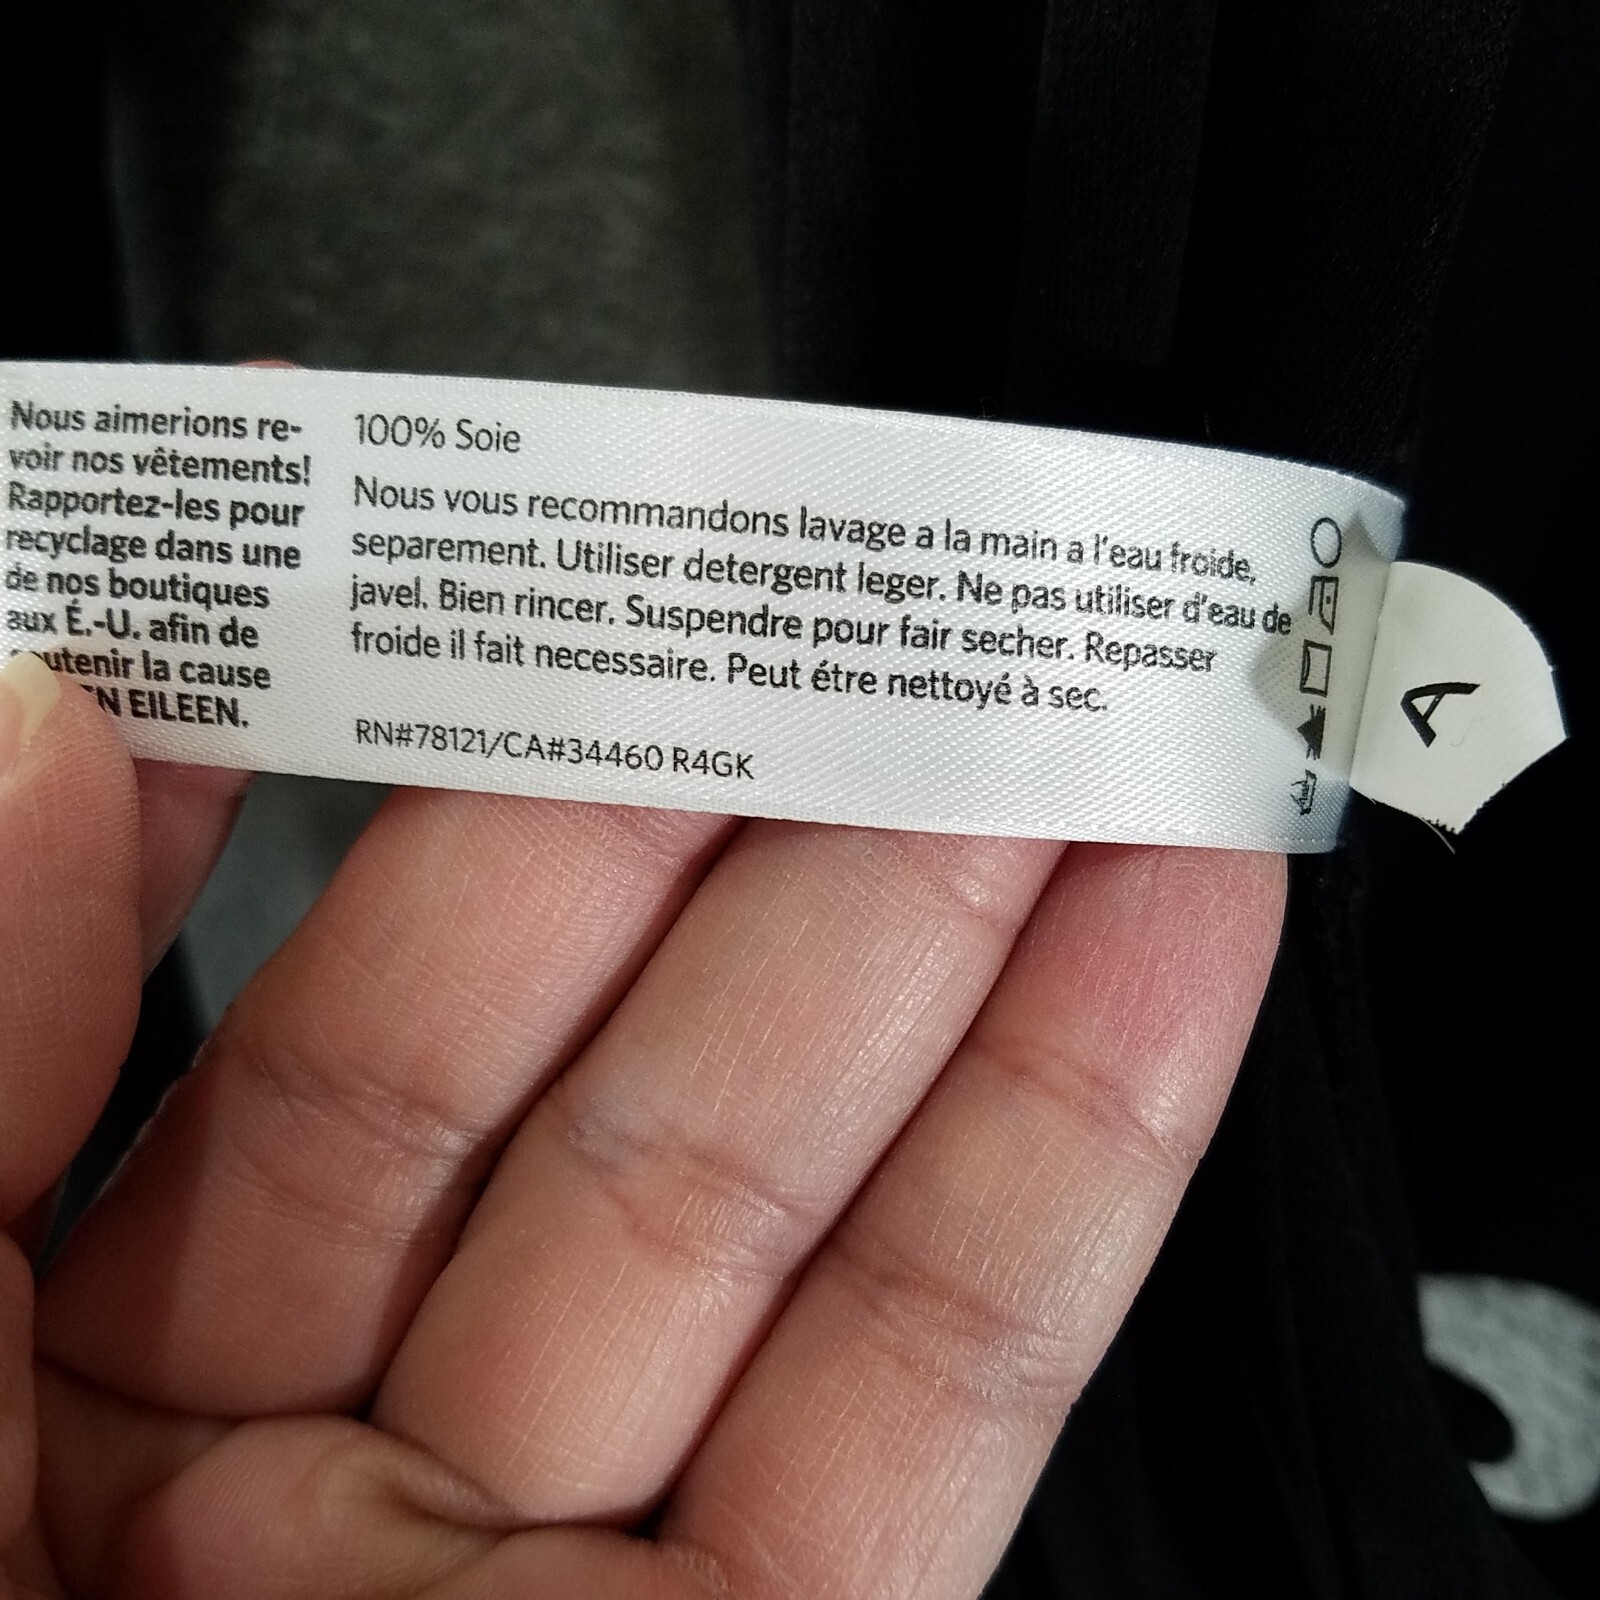 Nous aimerions re-
voir nos vêtements!
Rapportez-les pour
recyclage dans une
de nos boutiques
aux É.-U. afin de
la cause
EILEEN.
100% Soie
Nous vous recommandons lavage a la main a l'eau froide,
separement. Utiliser detergent leger. Ne pas utiliser d'eau de
javel. Bien rincer. Suspendre pour fair secher. Repasser
froide il fait necessaire. Peut étre nettoyé à sec.
RN#78121/CA#34460 R4GK
A